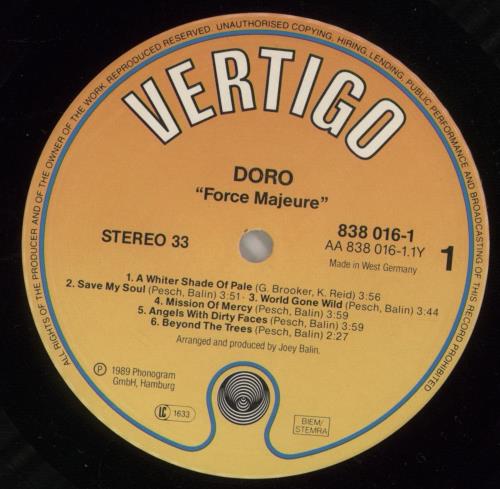 ALL RIGHTS OF THE PRODUCER AND OF THE OWNER OF THE WORK REPRODUCED RESERVED. UNAUTHORISED COPYING, HIRING, LENDING, PUBLIC PERFORMANCE AND BROADCASTING OF THIS RECORD PROHIBITED
VERTIGO
DORO
"Force Majeure"
STEREO 33
838 016-1
AA 838 016-1.1Y
1
Made in West Germany
1. A Whiter Shade Of Pale (G. Brooker, K. Reid) 3:56
2. Save My Soul (Pesch, Balin) 3:51 · 3. World Gone Wild (Pesch, Balin) 3:44
4. Mission Of Mercy (Pesch, Balin) 3:59
5. Angels With Dirty Faces (Pesch, Balin) 3:59
6. Beyond The Trees (Pesch, Balin) 2:27
Arranged and produced by Joey Balin.
Ⓟ 1989 Phonogram
GmbH, Hamburg
LC 1633
BIEM/
STEMRA